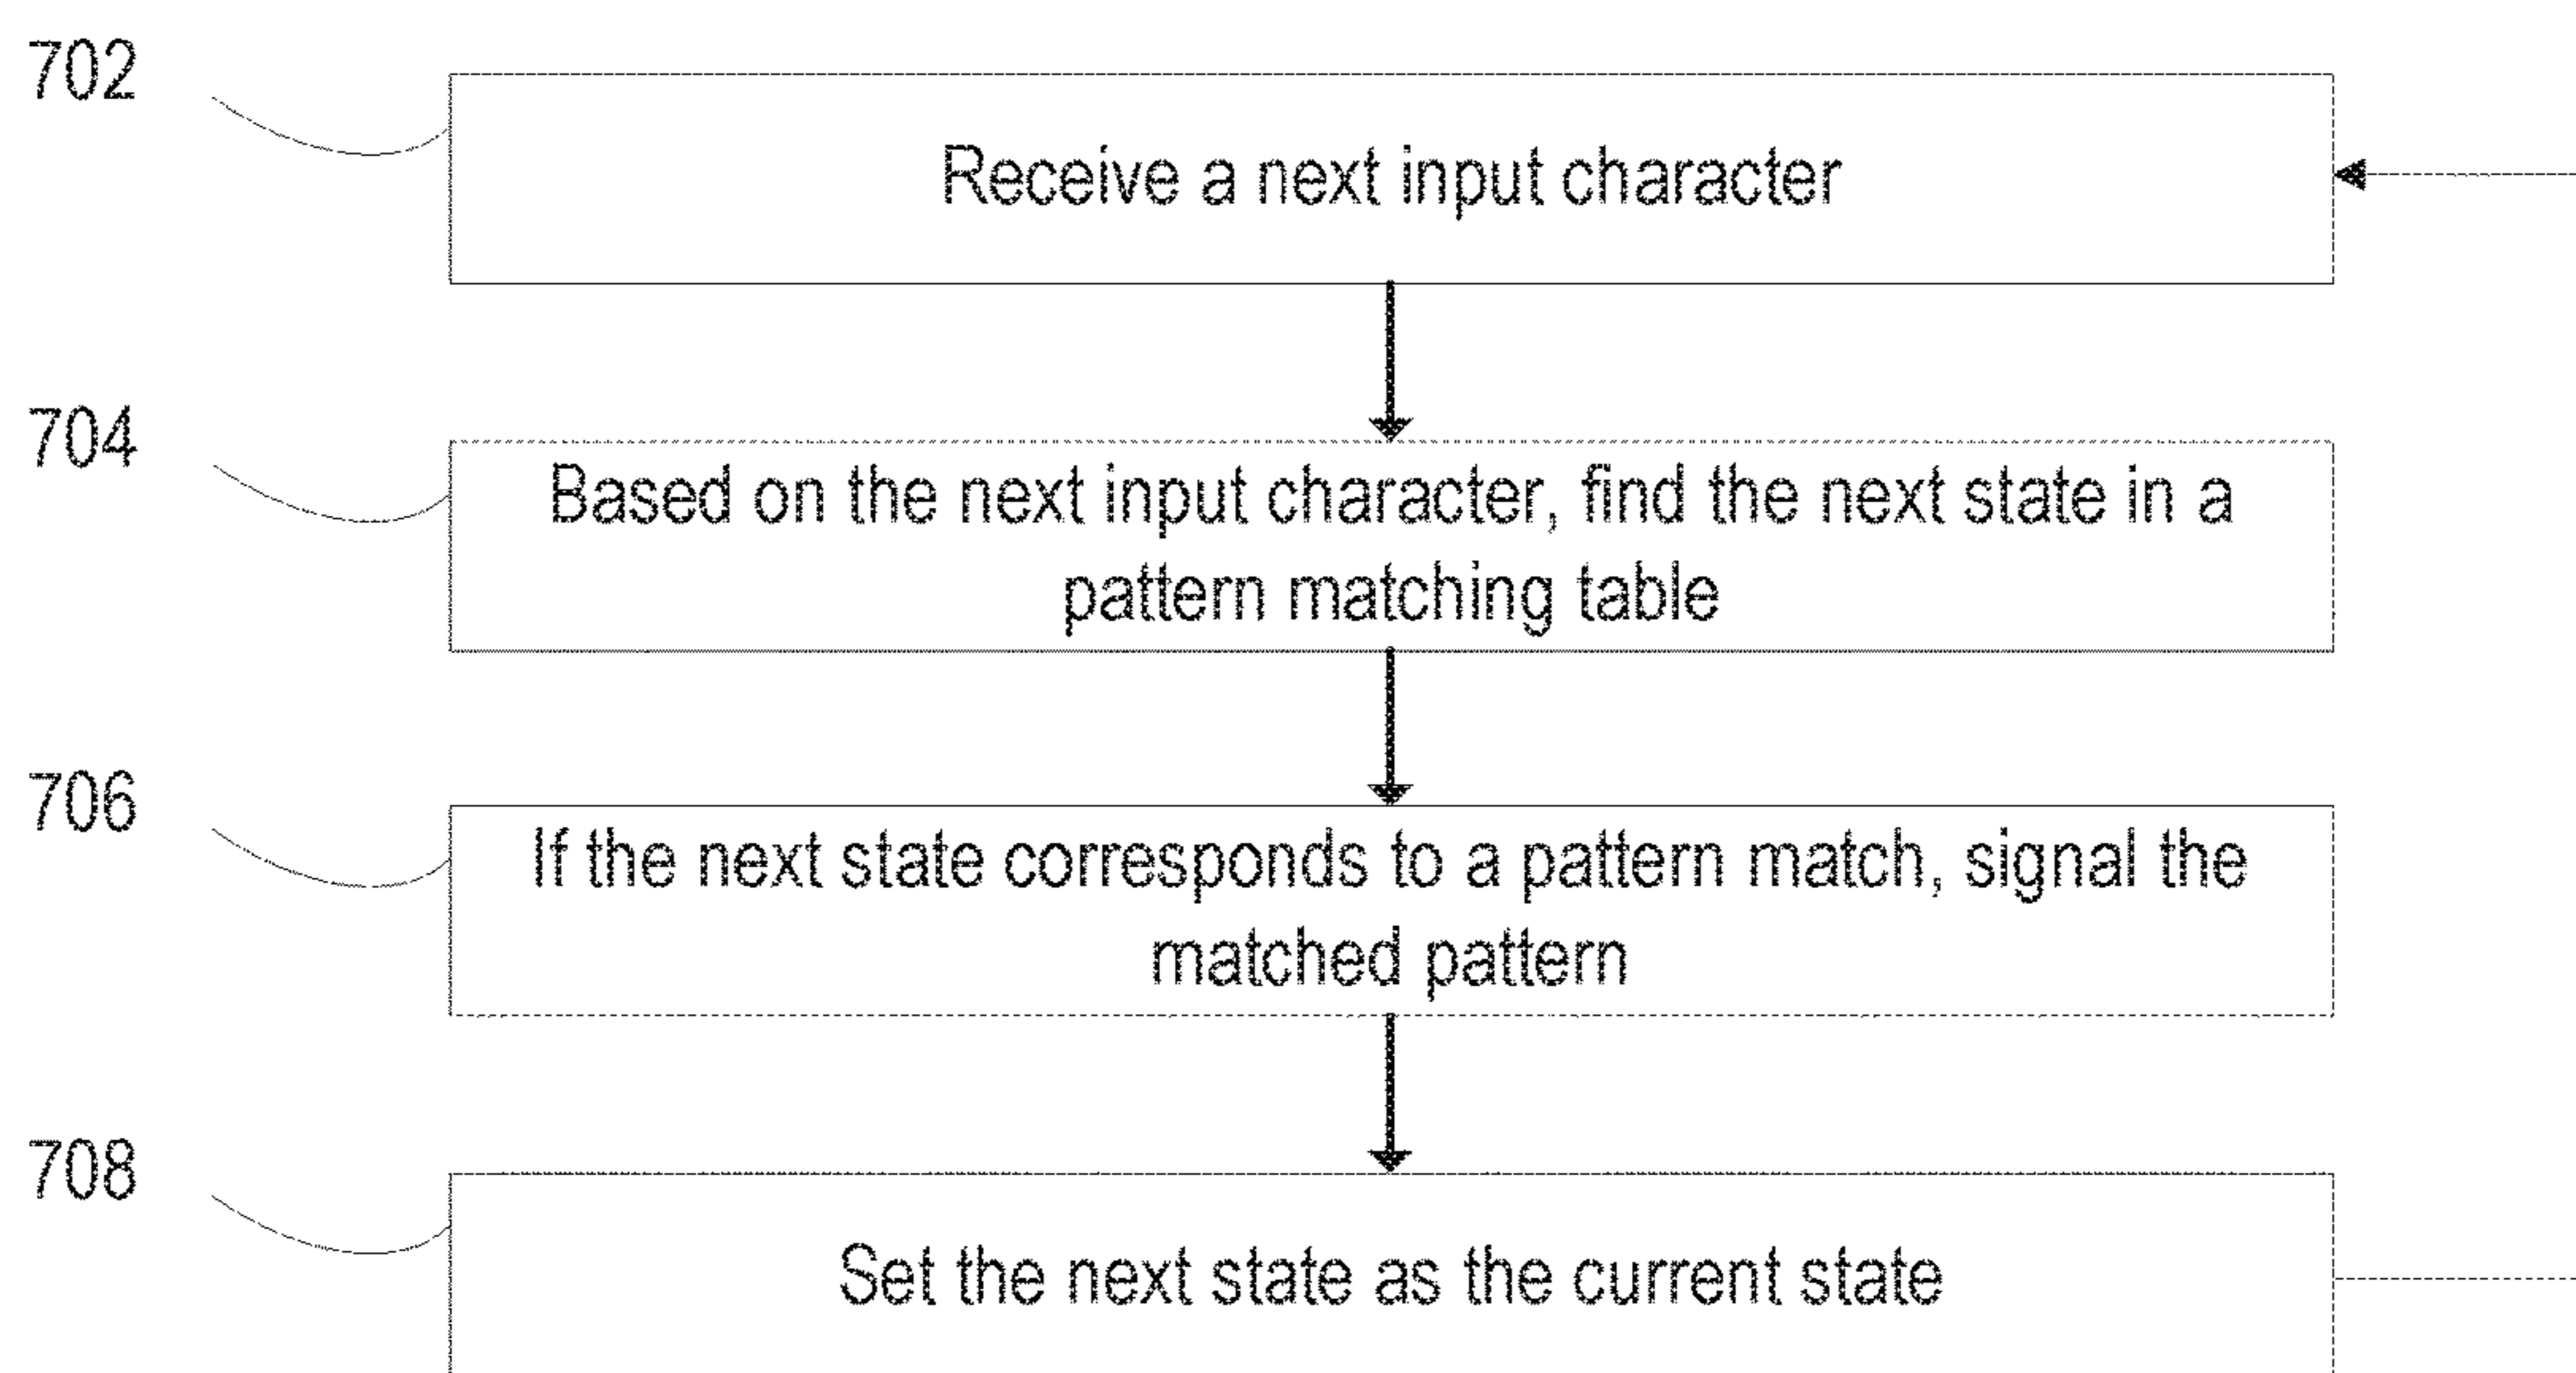 702
Receive a next input character
704
Based on the next input character, find the next state in a
pattern matching table
706
If the next state corresponds to a pattern match, signal the
matched pattern
708
Set the next state as the current state